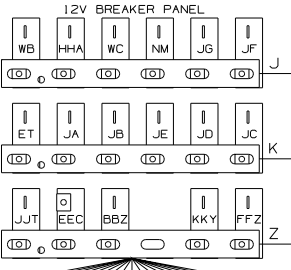 12V BREAKER PANEL
WB HHA WC NM JG JF
J
ET JA JB JE JD JC
K
JJT EEC BBZ KKY FFZ
Z